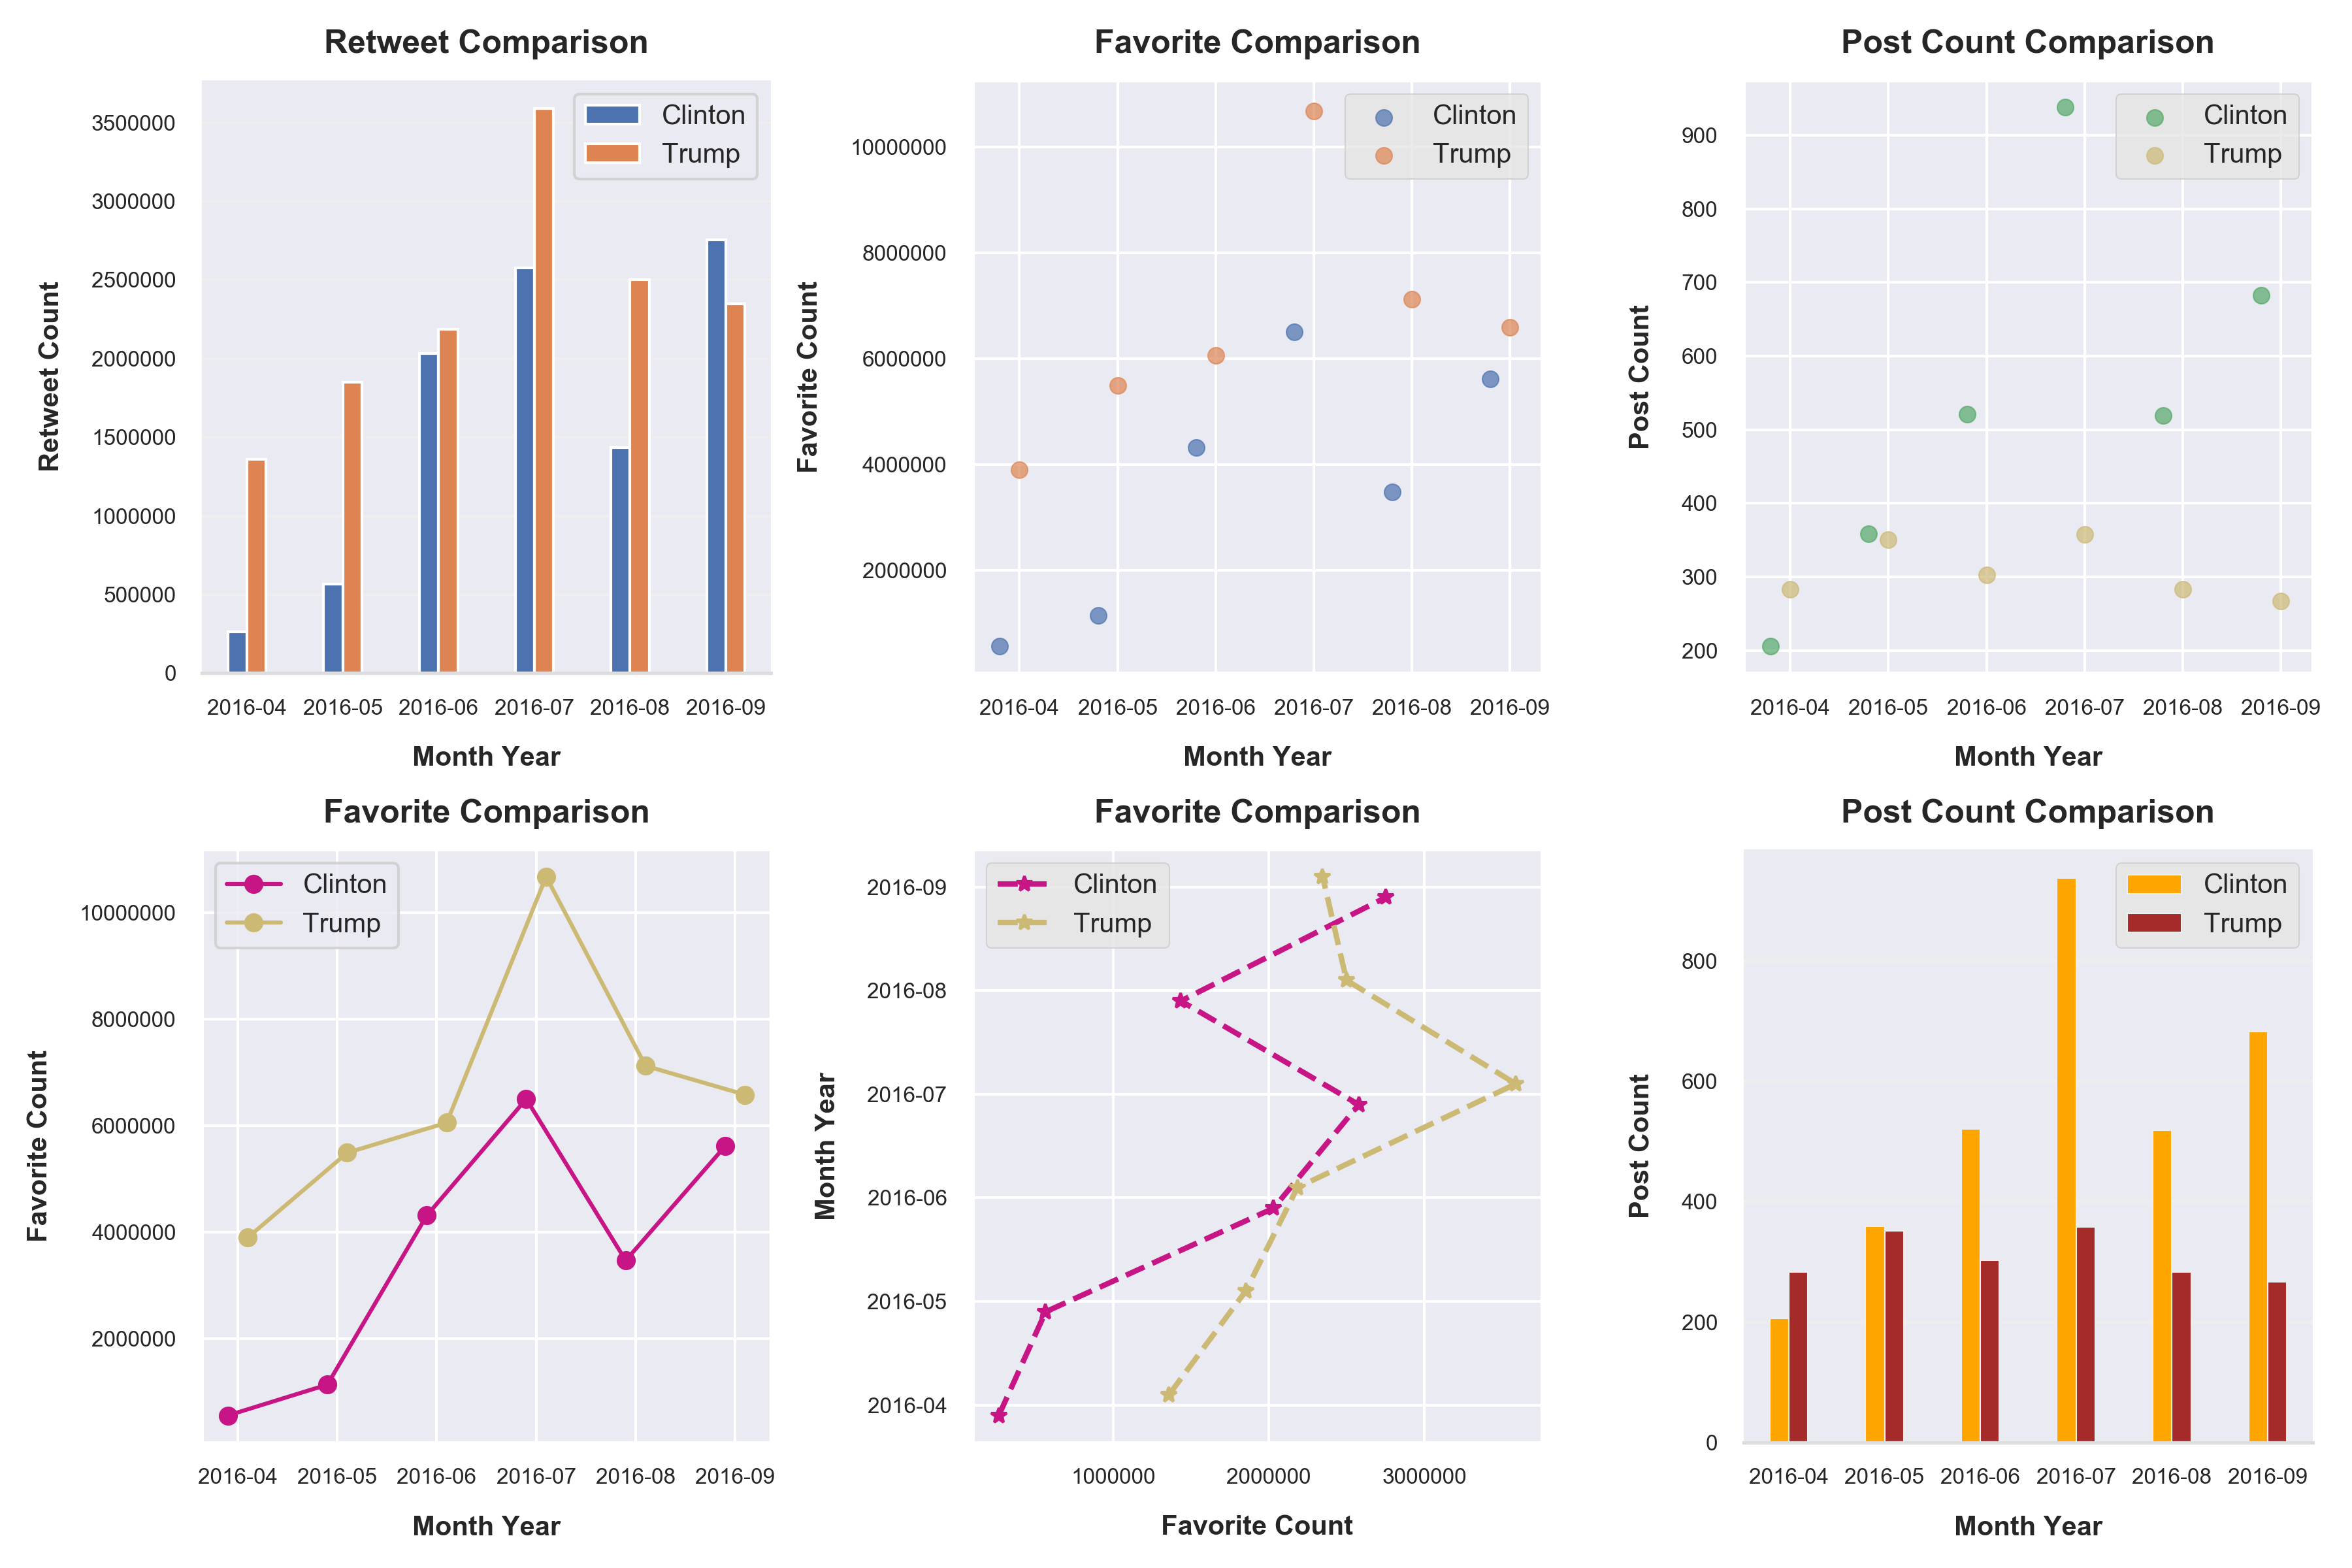 Retweet Comparison
Retweet Count
3500000
3000000
2500000
2000000
1500000
1000000
500000
0
Clinton
Trump
2016-04 2016-05 2016-06 2016-07 2016-08 2016-09
Month Year
Favorite Comparison
Favorite Count
10000000
8000000
6000000
4000000
2000000
Clinton
Trump
2016-04 2016-05 2016-06 2016-07 2016-08 2016-09
Month Year
Post Count Comparison
Post Count
900
800
700
600
500
400
300
200
Clinton
Trump
2016-04 2016-05 2016-06 2016-07 2016-08 2016-09
Month Year
Favorite Comparison
Favorite Count
10000000
8000000
6000000
4000000
2000000
Clinton
Trump
2016-04 2016-05 2016-06 2016-07 2016-08 2016-09
Month Year
Favorite Comparison
Month Year
2016-09
2016-08
2016-07
2016-06
2016-05
2016-04
Clinton
Trump
1000000 2000000 3000000
Favorite Count
Post Count Comparison
Post Count
800
600
400
200
0
Clinton
Trump
2016-04 2016-05 2016-06 2016-07 2016-08 2016-09
Month Year